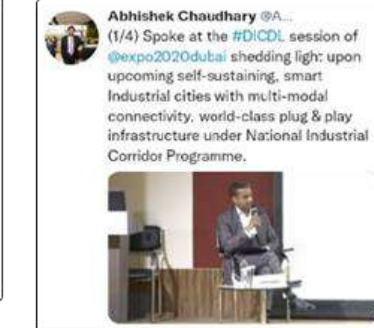 Abhishek Chaudhary @A...
(1/4) Spoke at the #DICDL session of
@expo2020dubai shedding ligh: upon
upcoming self-sustaining, smart
Industrial cities with multi-modal
connectivity, world-class plug & play
infrastructure under National Industrial
Corridor Programme.